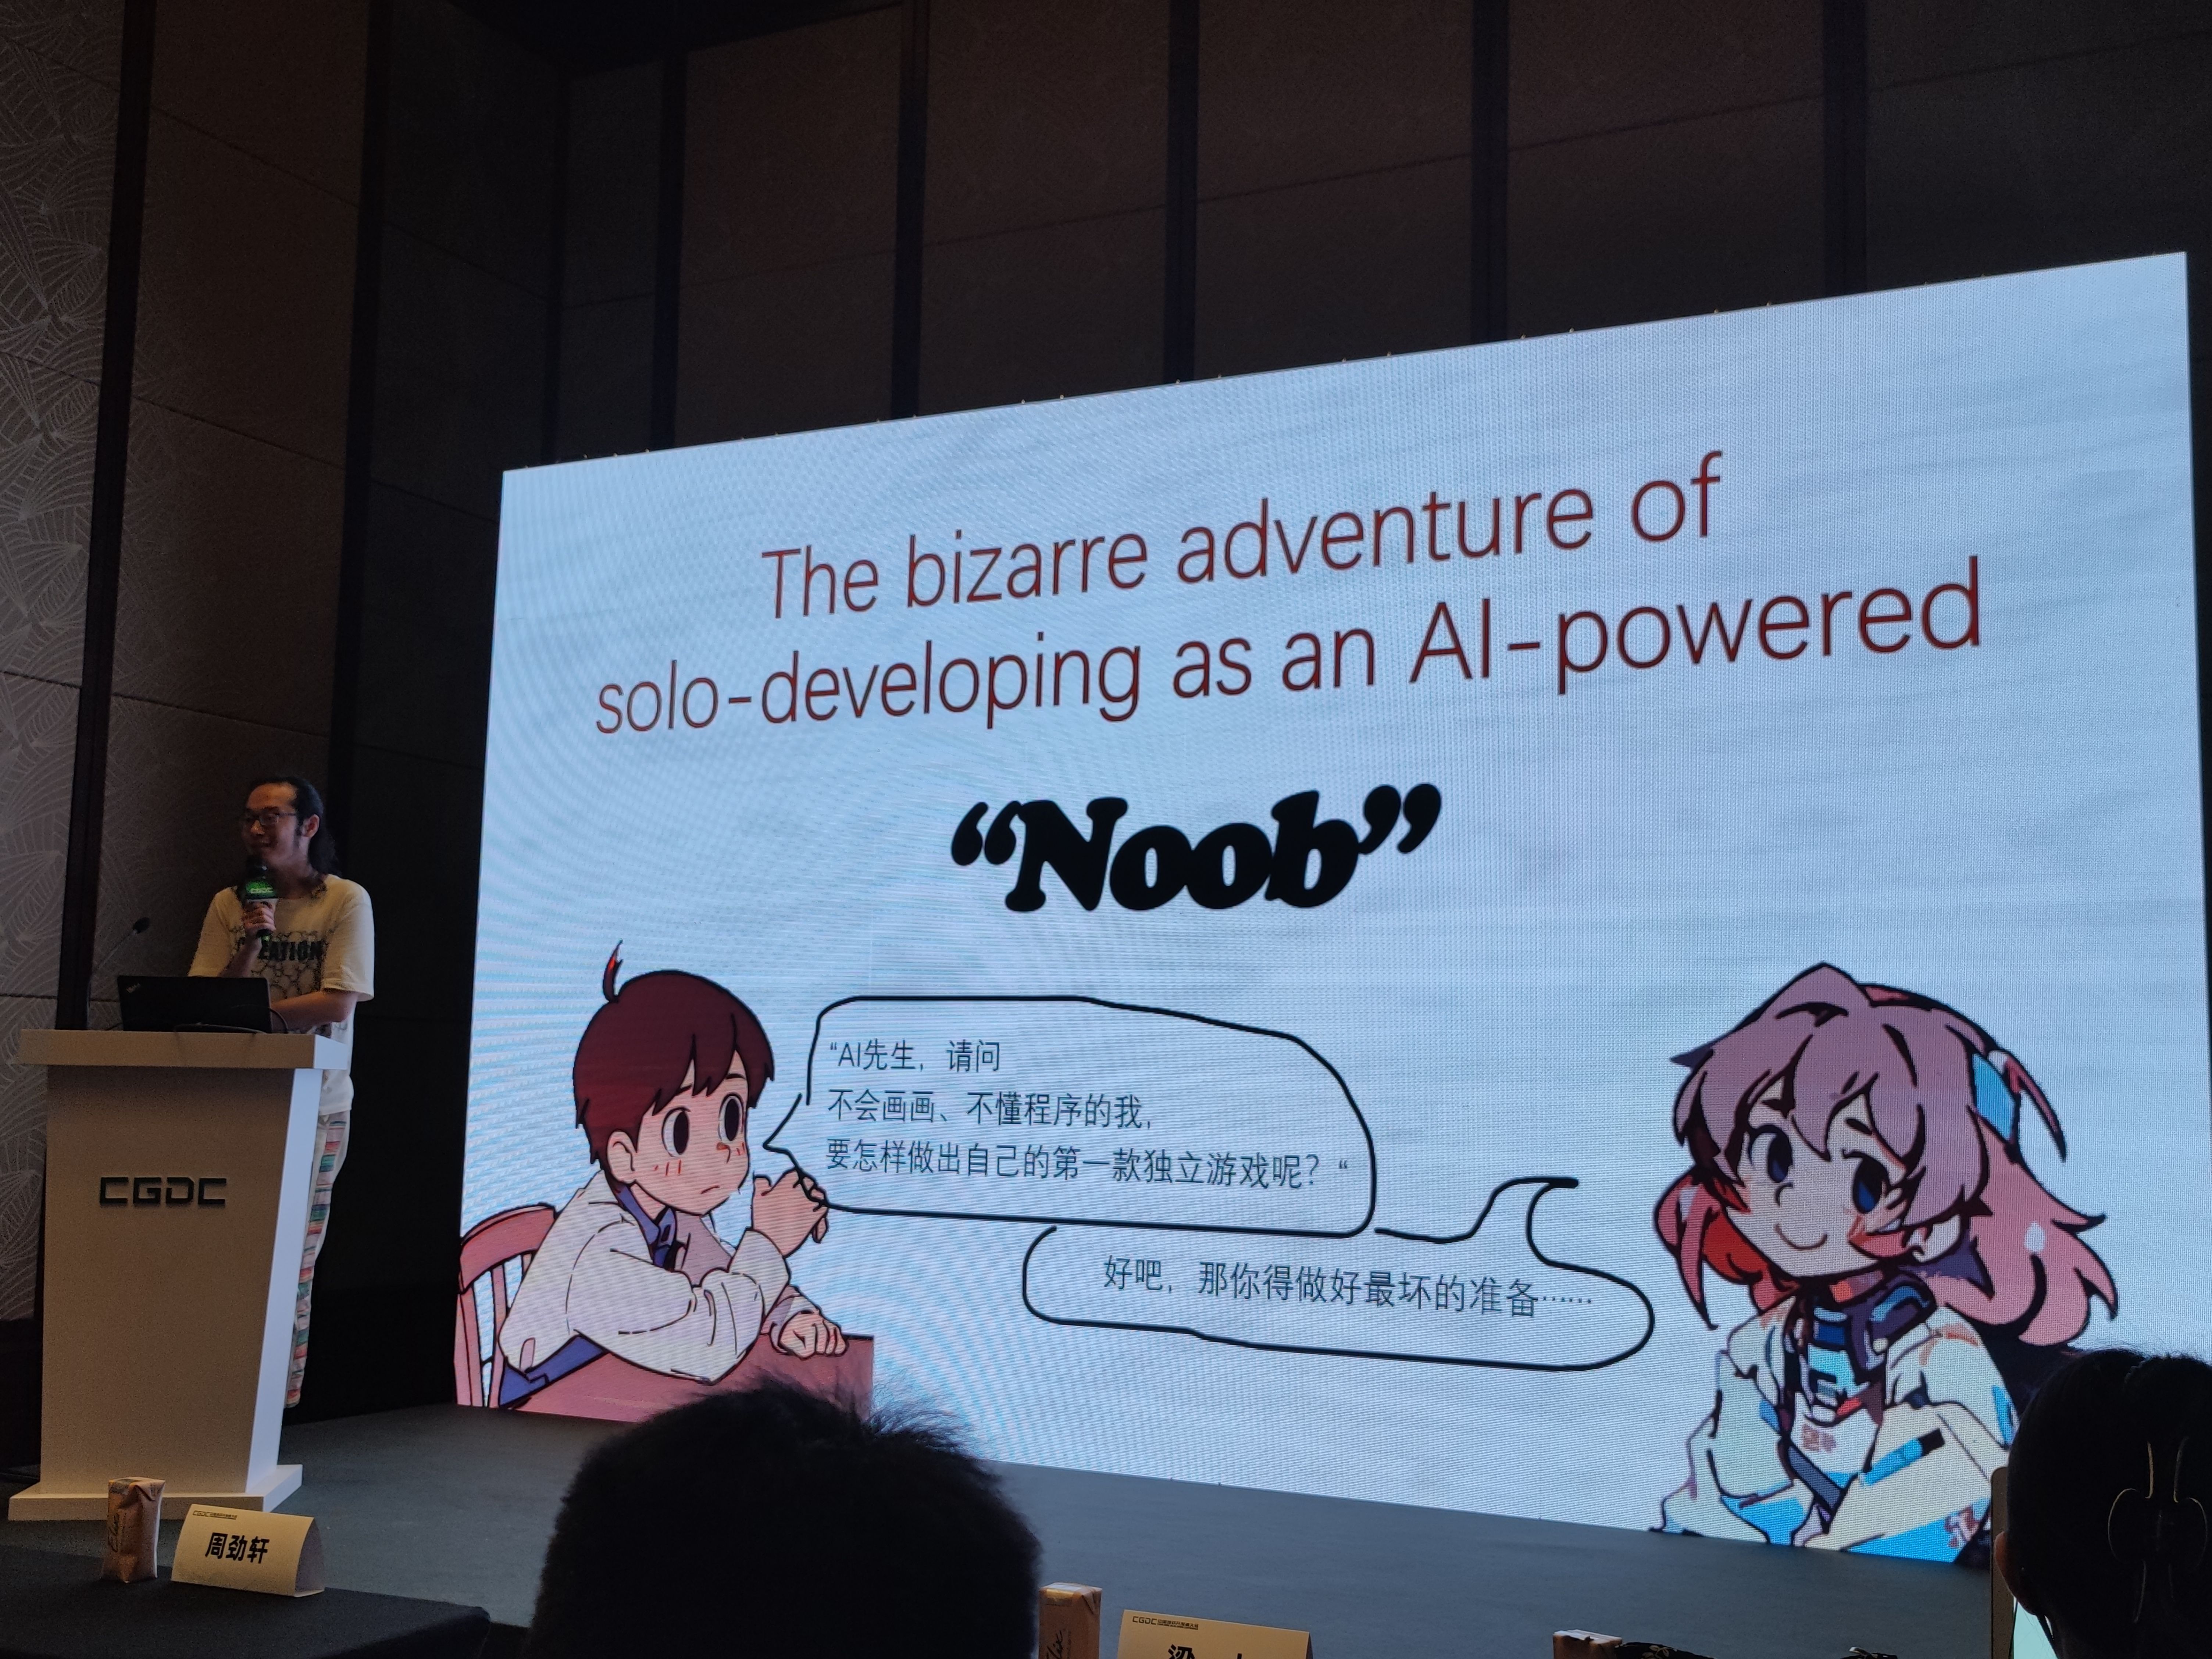 The bizarre adventure of
solo-developing as an AI-powered
“Noob”
“AI先生，请问
不会画画、不懂程序的我，
要怎样做出自己的第一款独立游戏呢？“
好吧，那你得做好最坏的准备……
CGDC
CGDC
周劲轩
CGDC
梁